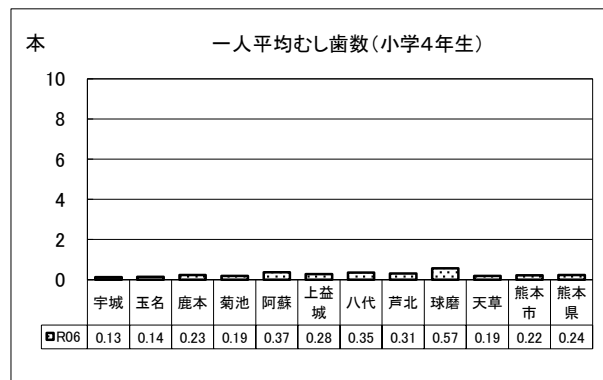 本
一人平均むし歯数(小学4年生)
10
8
6
4
2
0
宇城 玉名 鹿本 菊池 阿蘇 上益城 八代 芦北 球磨 天草 熊本市 熊本県
R06 0.13 0.14 0.23 0.19 0.37 0.28 0.35 0.31 0.57 0.19 0.22 0.24